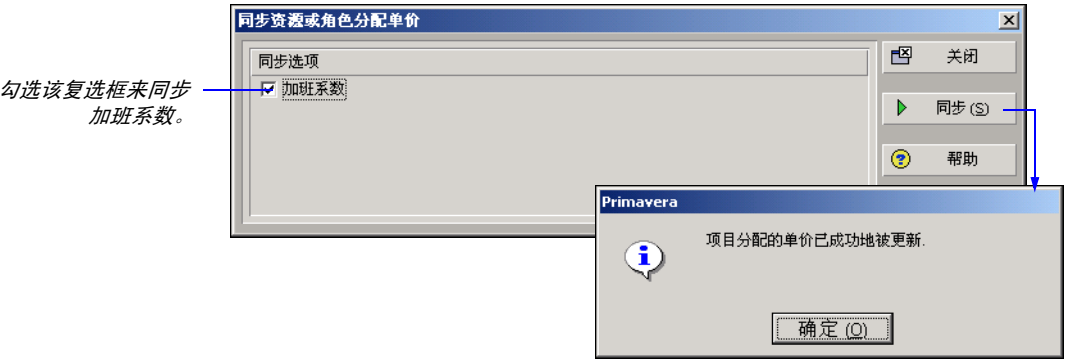 同步资源或角色分配单价
同步选项
加班系数
关闭
同步(S)
帮助
勾选该复选框来同步
加班系数。
Primavera
项目分配的单价已成功地被更新.
确定(O)